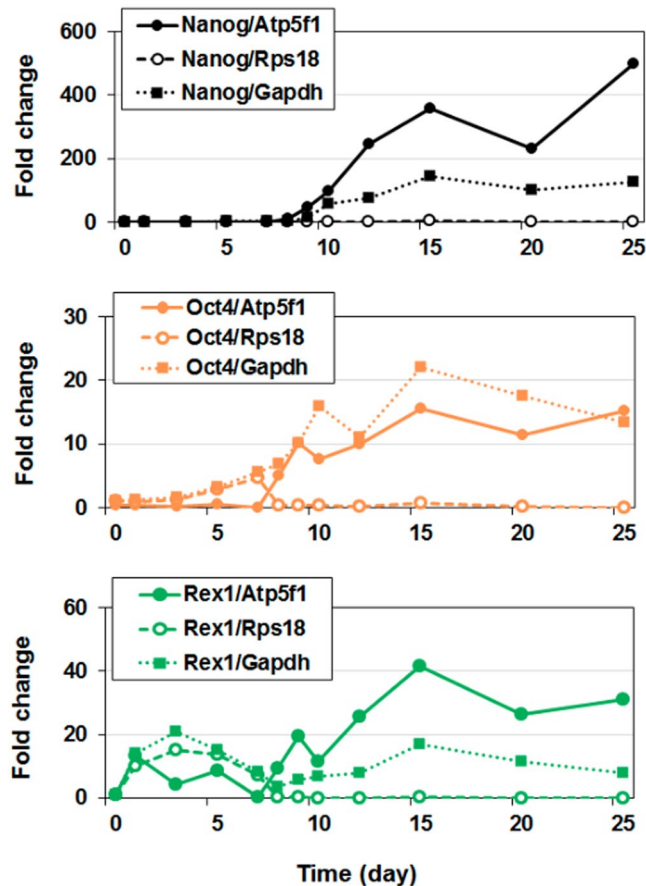 Nanog/Atp5f1
Nanog/Rps18
Nanog/Gapdh
Fold change
600
400
200
0
0 5 10 15 20 25
Oct4/Atp5f1
Oct4/Rps18
Oct4/Gapdh
Fold change
30
20
10
0
0 5 10 15 20 25
Rex1/Atp5f1
Rex1/Rps18
Rex1/Gapdh
Fold change
60
40
20
0
0 5 10 15 20 25
Time (day)